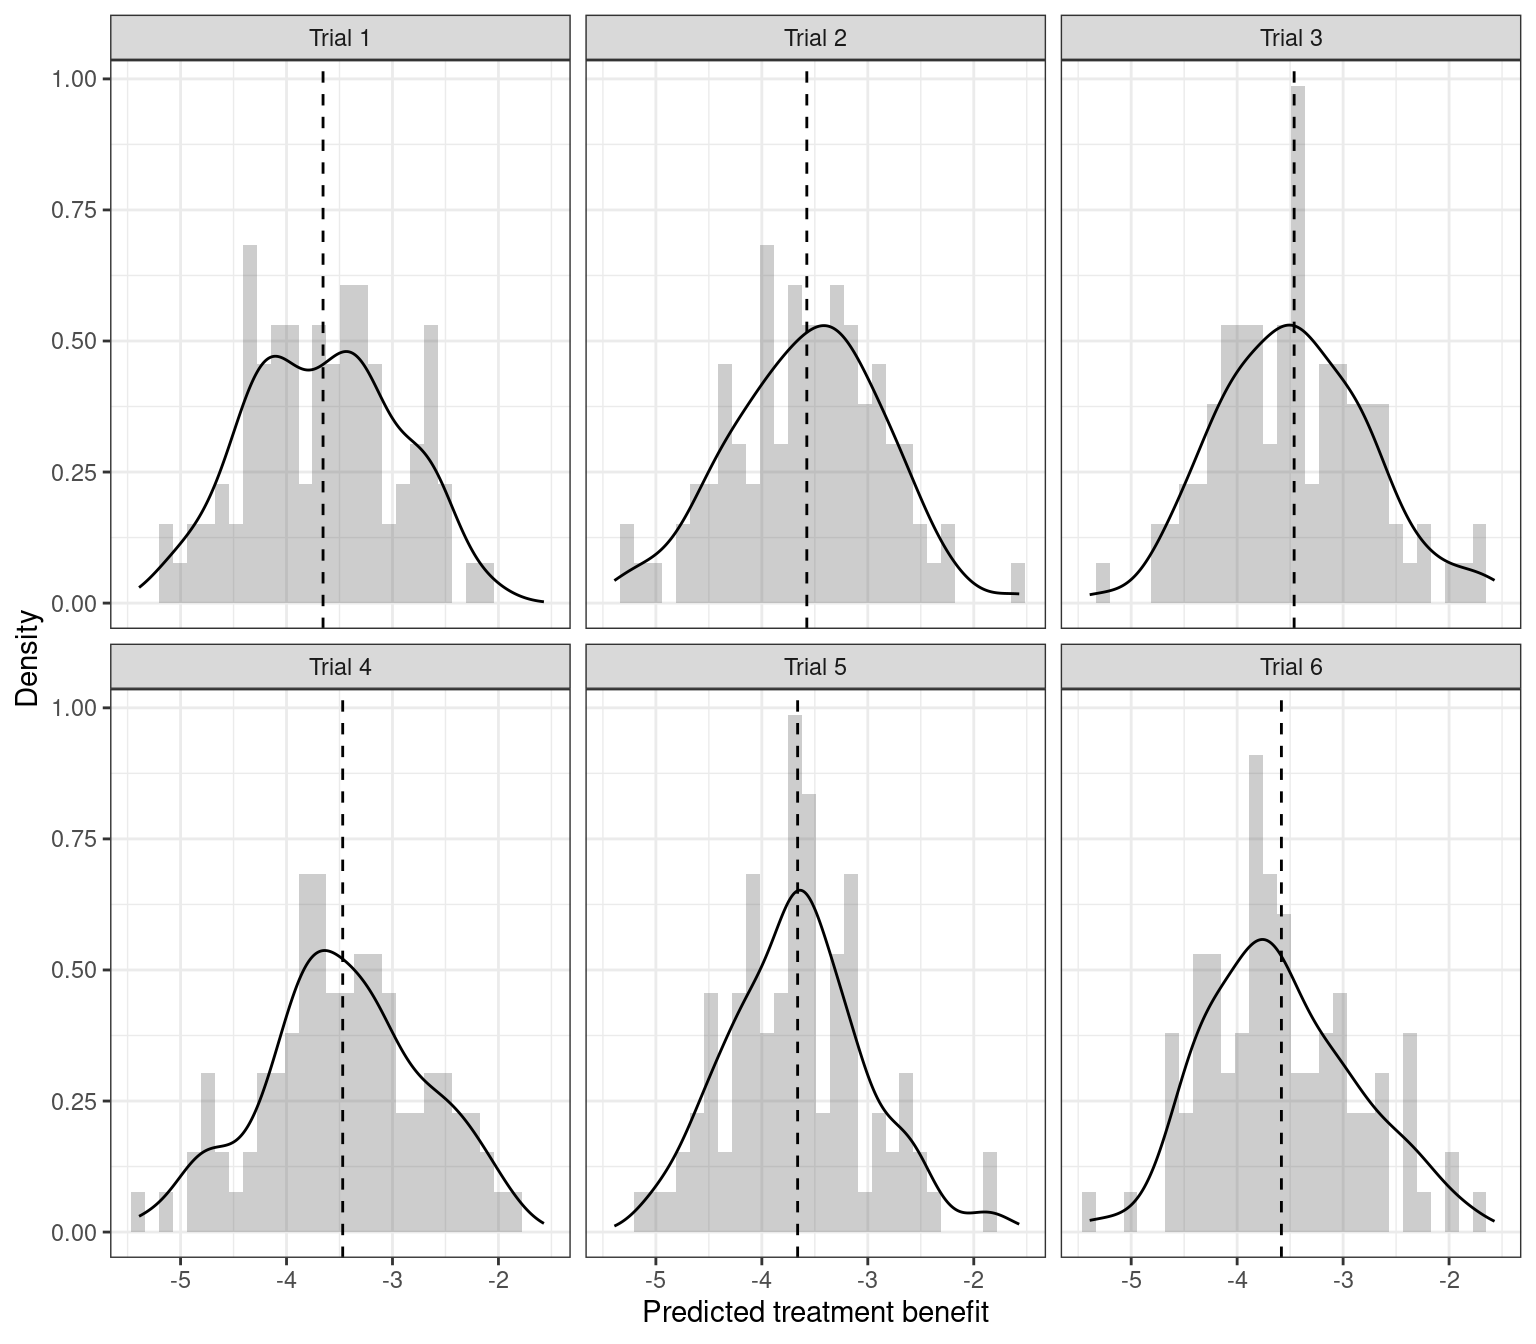 Trial 1
Trial 2
Trial 3
1.00
0.75
0.50
0.25
0.00
Density
Trial 4
Trial 5
Trial 6
1.00
0.75
0.50
0.25
0.00
-5 -4 -3 -2
-5 -4 -3 -2
-5 -4 -3 -2
Predicted treatment benefit